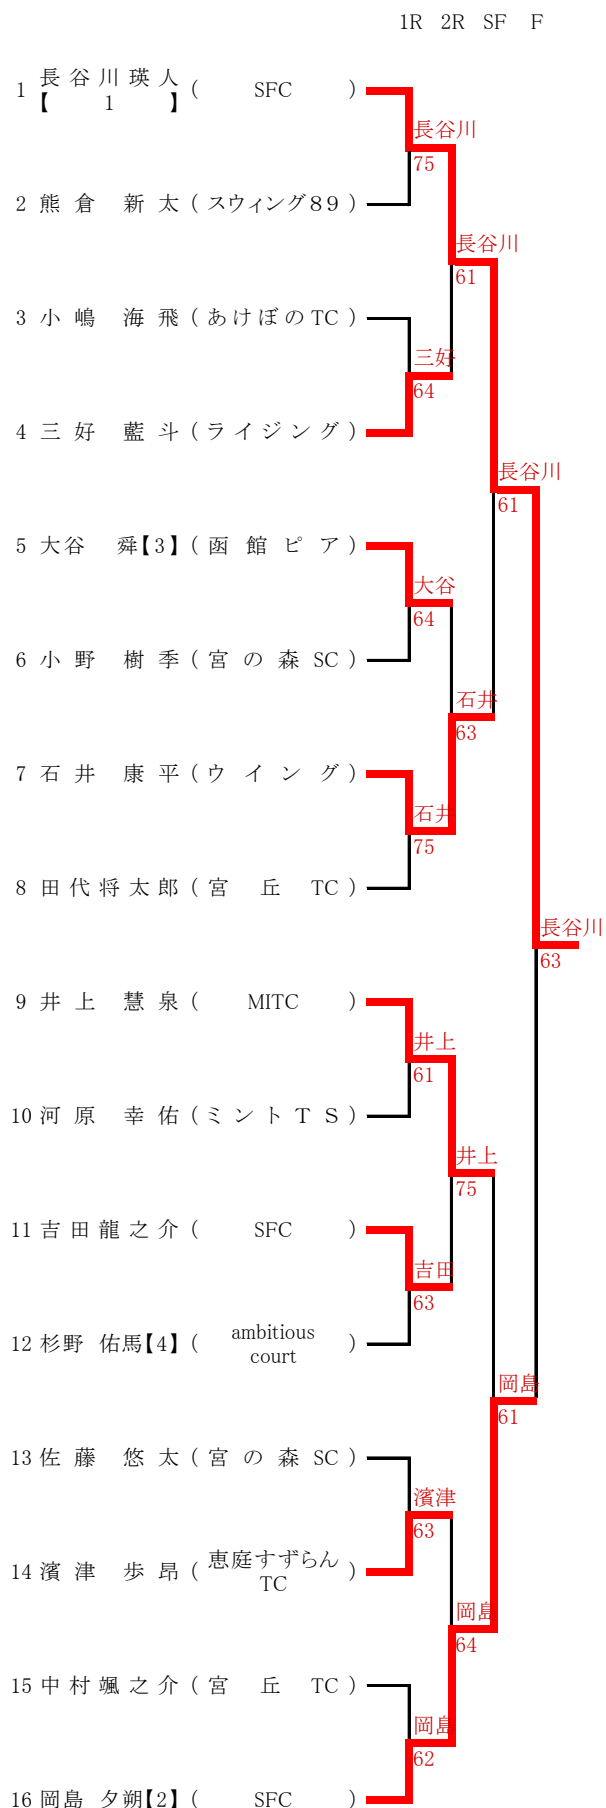 1R 2R SF F
1 長谷川瑛人【1】 ( SFC )
長谷川
75
2 熊倉 新太 ( スウィング89 )
長谷川
61
3 小嶋 海飛 ( あけぼのTC )
三好
64
4 三好 藍斗 ( ライジング )
長谷川
61
5 大谷 舜【3】 ( 函館ピア )
大谷
64
6 小野 樹季 ( 宮の森SC )
石井
63
7 石井 康平 ( ウイング )
石井
75
8 田代将太郎 ( 宮丘TC )
長谷川
63
9 井上 慧泉 ( MITC )
井上
61
10 河原 幸佑 ( ミントTS )
井上
75
11 吉田龍之介 ( SFC )
吉田
63
12 杉野 佑馬【4】 ( ambitious court )
岡島
61
13 佐藤 悠太 ( 宮の森SC )
濱津
63
14 濱津 歩昂 ( 恵庭すずらんTC )
岡島
64
15 中村颯之介 ( 宮丘TC )
岡島
62
16 岡島 夕朔【2】 ( SFC )